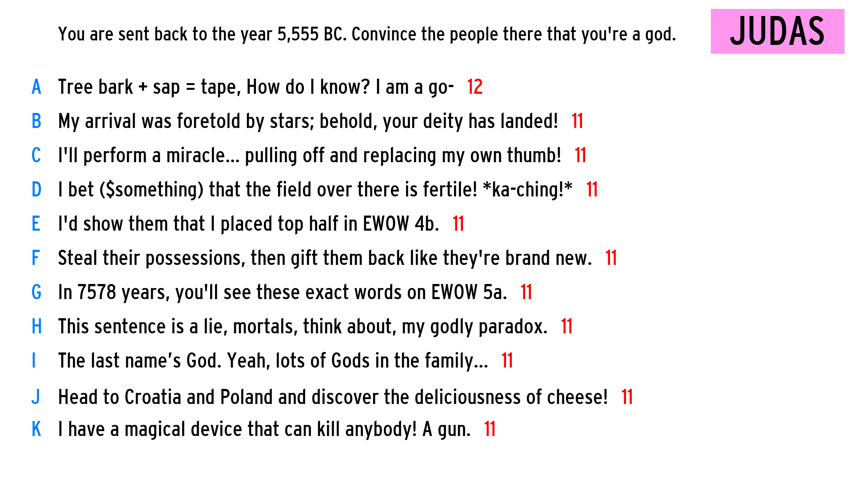 You are sent back to the year 5,555 BC. Convince the people there that you're a god.
JUDAS
A Tree bark + sap = tape, How do I know? I am a go- 12
B My arrival was foretold by stars; behold, your deity has landed! 11
C I'll perform a miracle... pulling off and replacing my own thumb! 11
D I bet ($something) that the field over there is fertile! *ka-ching!* 11
E I'd show them that I placed top half in EWOW 4b. 11
F Steal their possessions, then gift them back like they're brand new. 11
G In 7578 years, you'll see these exact words on EWOW 5a. 11
H This sentence is a lie, mortals, think about, my godly paradox. 11
I The last name’s God. Yeah, lots of Gods in the family... 11
J Head to Croatia and Poland and discover the deliciousness of cheese! 11
K I have a magical device that can kill anybody! A gun. 11